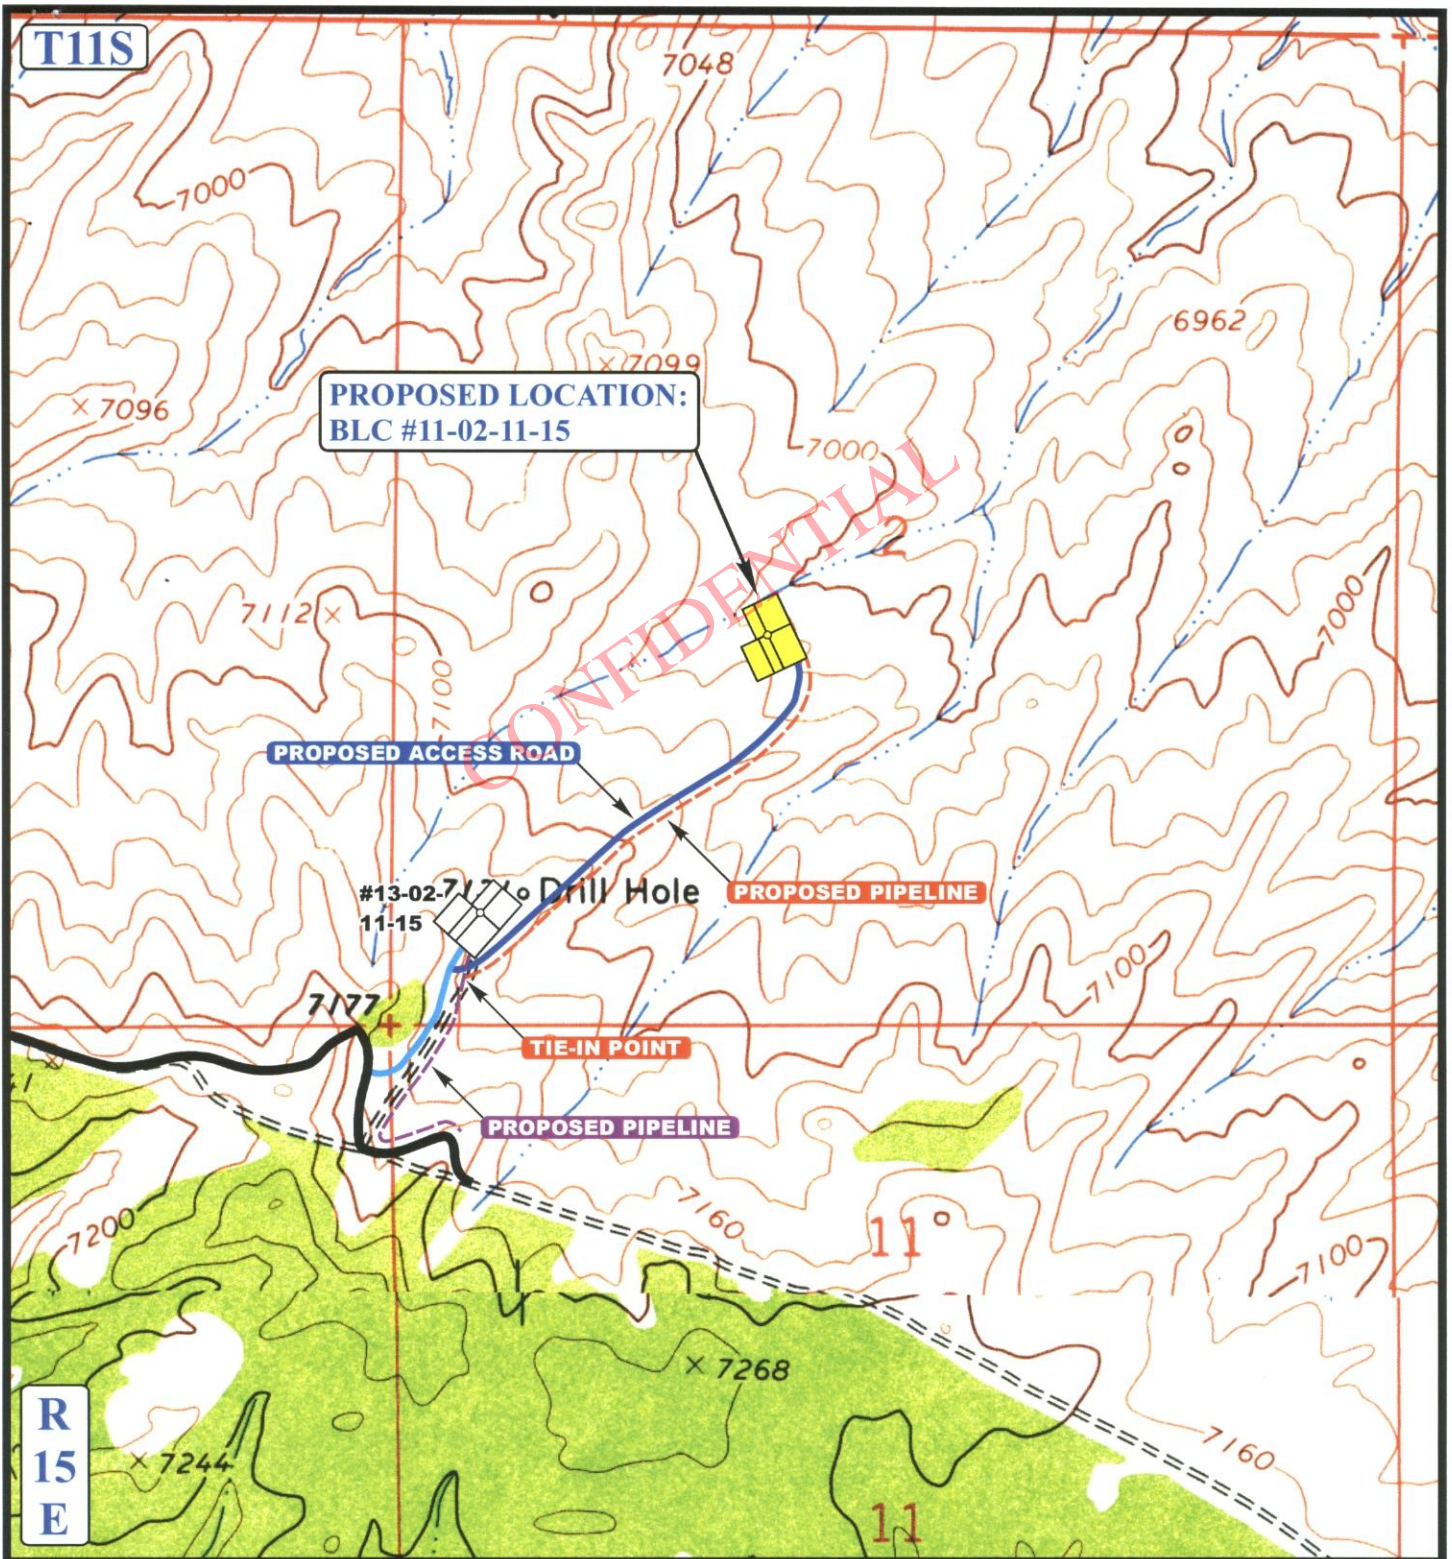 T11S
7048
7000
6962
7099
7096
PROPOSED LOCATION:
BLC #11-02-11-15
7000
CONFIDENTIAL
2
7112
7000
7100
PROPOSED ACCESS ROAD
#13-02-
11-15
Drill Hole
PROPOSED PIPELINE
7100
7177
TIE-IN POINT
PROPOSED PIPELINE
7200
7160
11
7100
7268
R
15
E
7244
7160
11